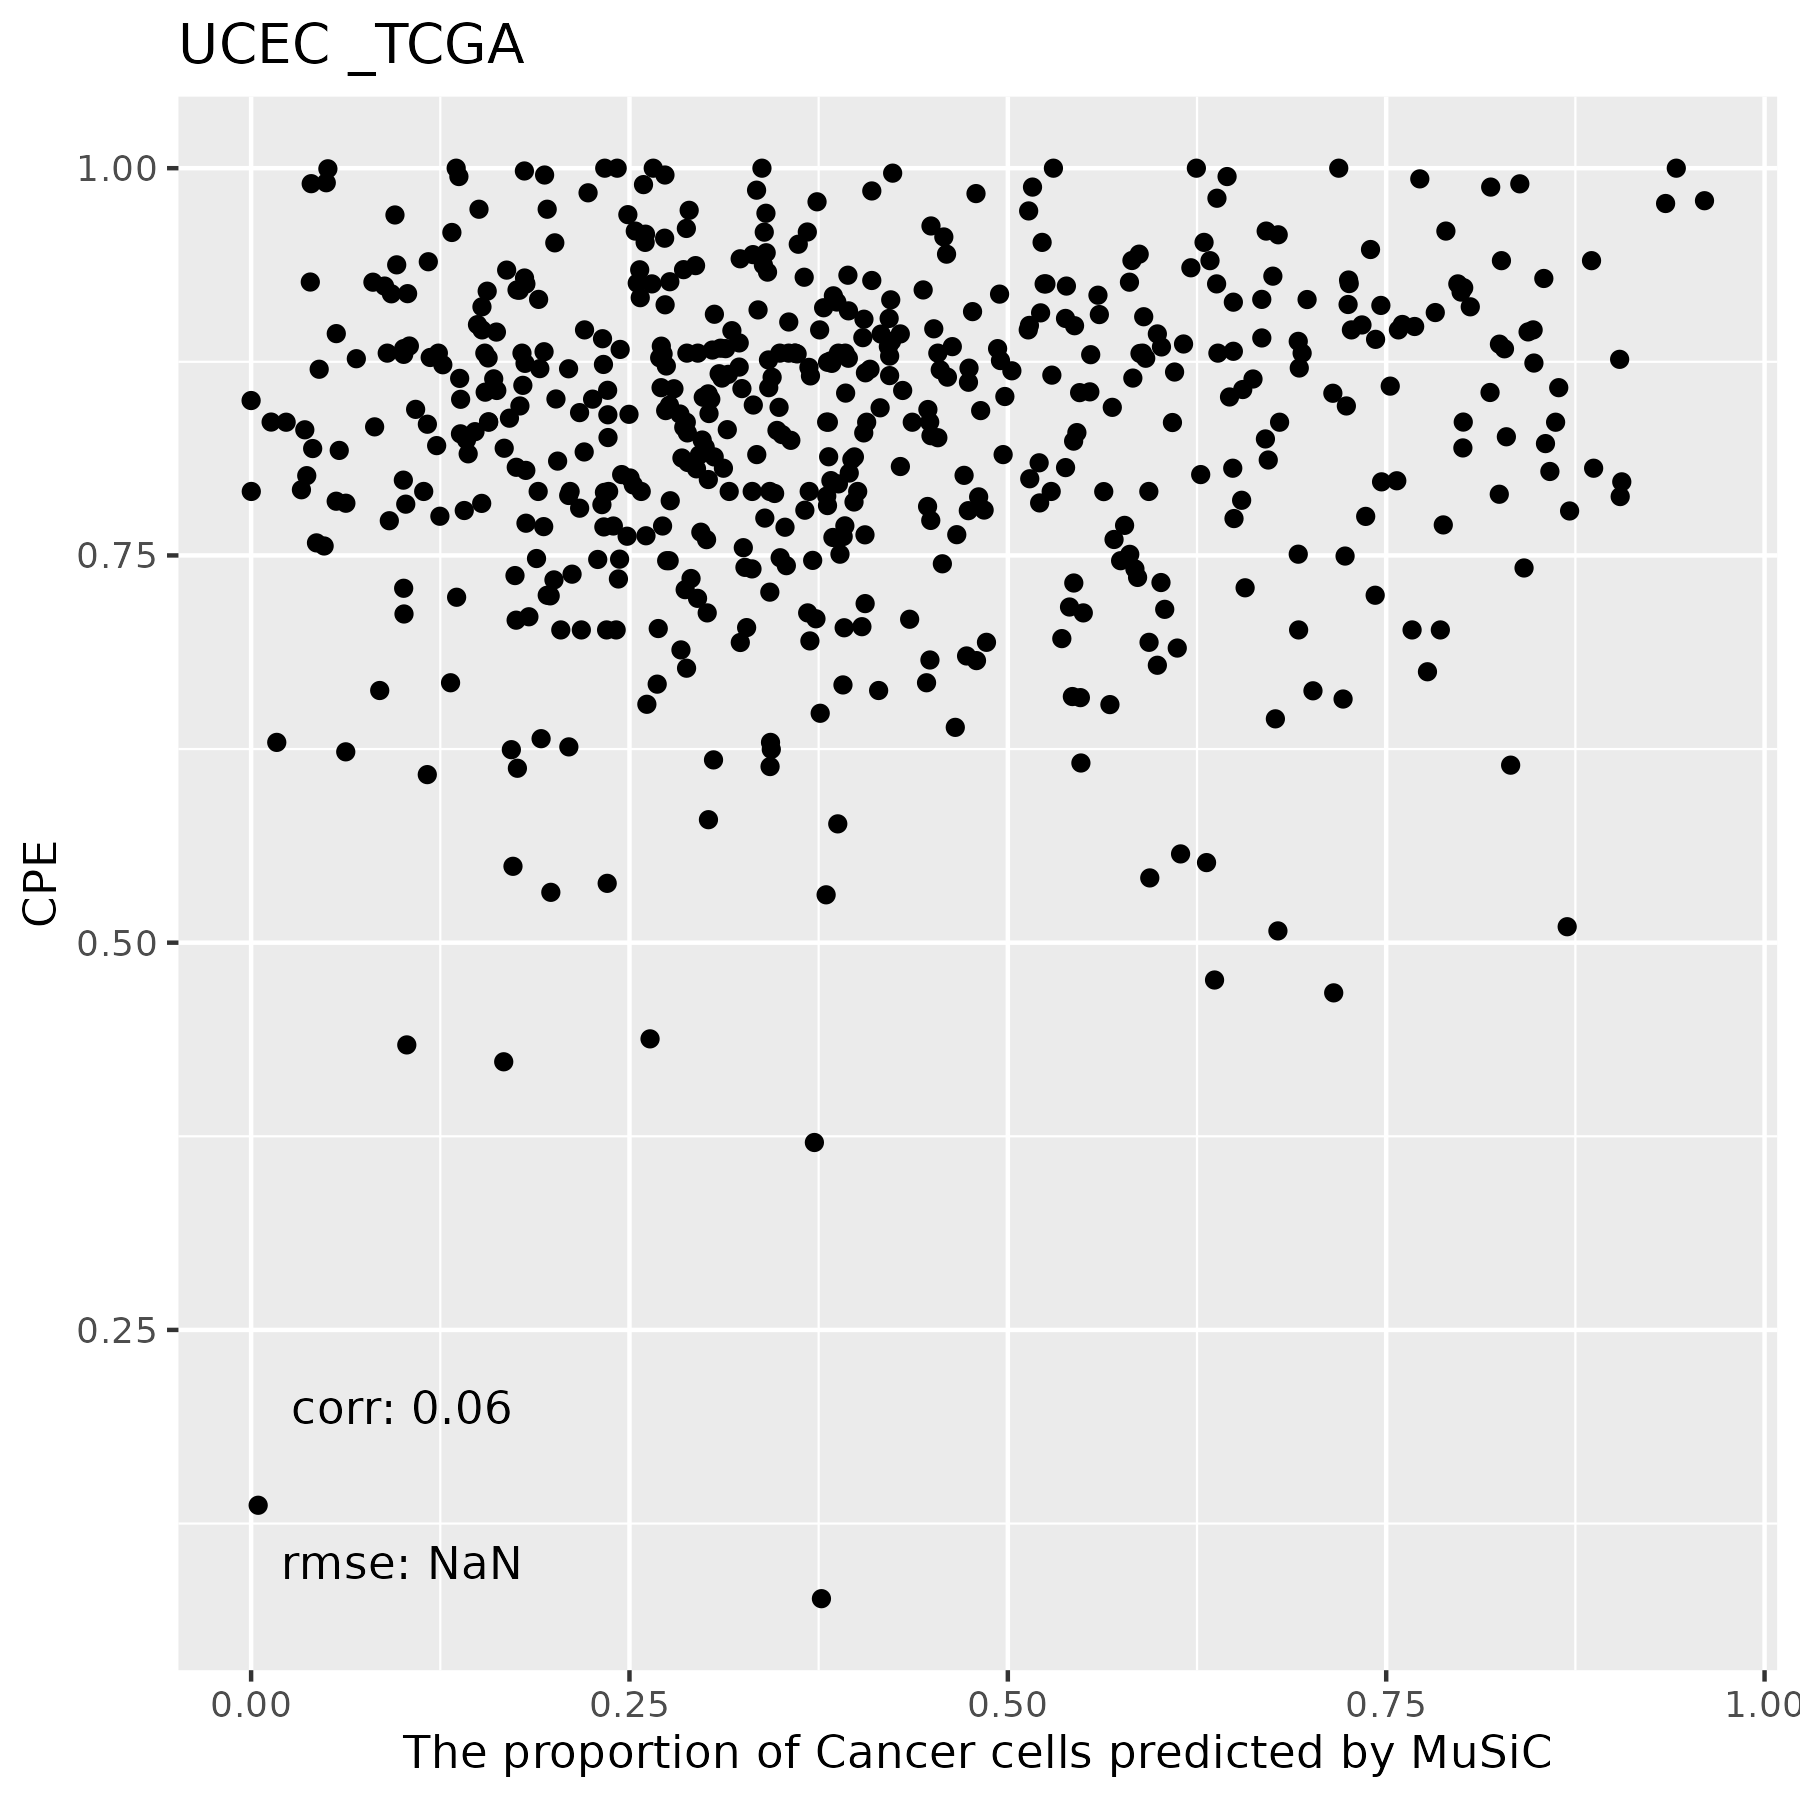 UCEC _TCGA
1.00
0.75
0.50
0.25
CPE
corr: 0.06
rmse: NaN
0.00 0.25 0.50 0.75 1.00
The proportion of Cancer cells predicted by MuSiC